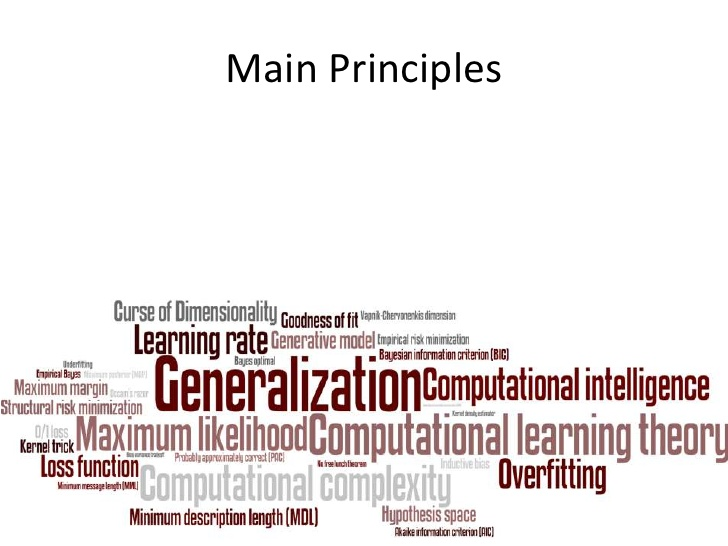 Main Principles
Curse of Dimensionality
Goodness of fit
Vapnik-Chervonenkis dimension
Learning rate
Generative model
Empirical risk minimization
Bayesian information criterion (BIC)
Underfitting
Bayes optimal
Empirical Bayes
Maximum posterior (MAP)
Generalization
Computational intelligence
Maximum margin
Occam's razor
Structural risk minimization
Kernel density estimator
0/1 loss
Maximum likelihood
Computational learning theory
Kernel trick
Probably approximately correct (PAC)
No free lunch theorem
Inductive bias
Loss function
Overfitting
Minimum message length (MML)
Computational complexity
Minimum description length (MDL)
Hypothesis space
Akaike information criterion (AIC)